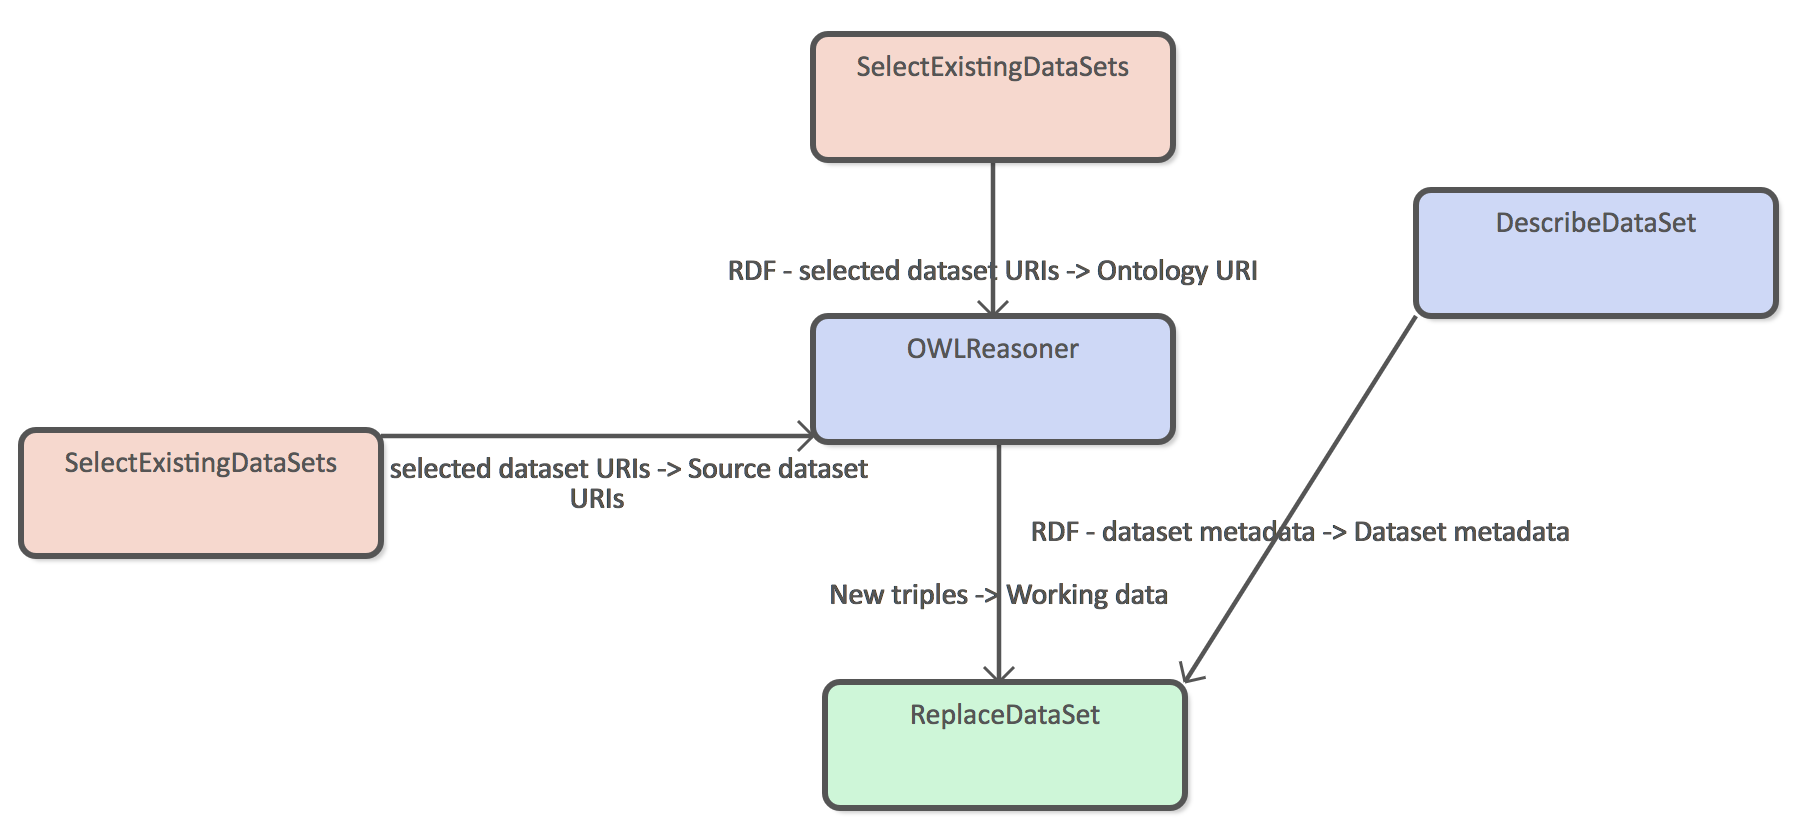 SelectExistingDataSets
DescribeDataSet
RDF - selected dataset URIs -> Ontology URI
OWLReasoner
SelectExistingDataSets
selected dataset URIs -> Source dataset
URIs
RDF - dataset metadata -> Dataset metadata
New triples -> Working data
ReplaceDataSet